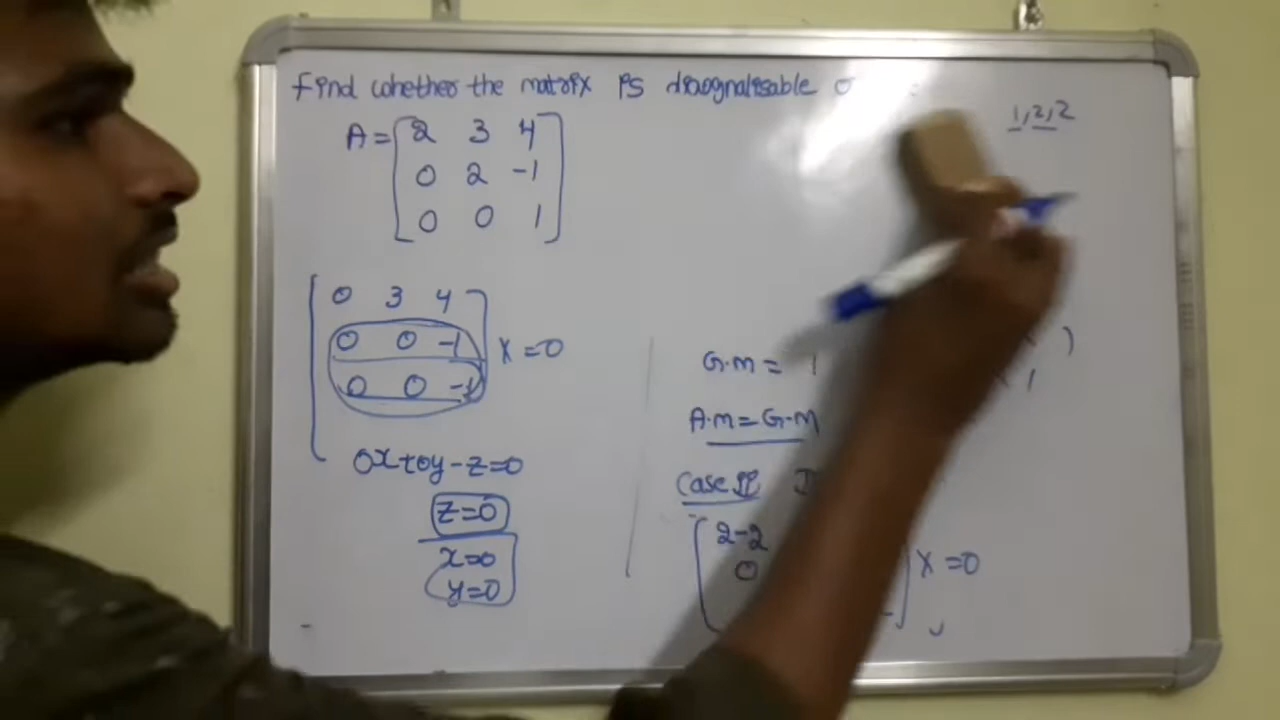 Find whether the matrix is diaognalisable o
1, 2, 2
A = [2 3 4
0 2 -1
0 0 1]
[0 3 4
0 0 -1
0 0 -1] X = 0
0x+0y-z=0
z=0
x=0
y=0
G.M = 1
A.M = G.M
Case II
[2-2
0
] X = 0